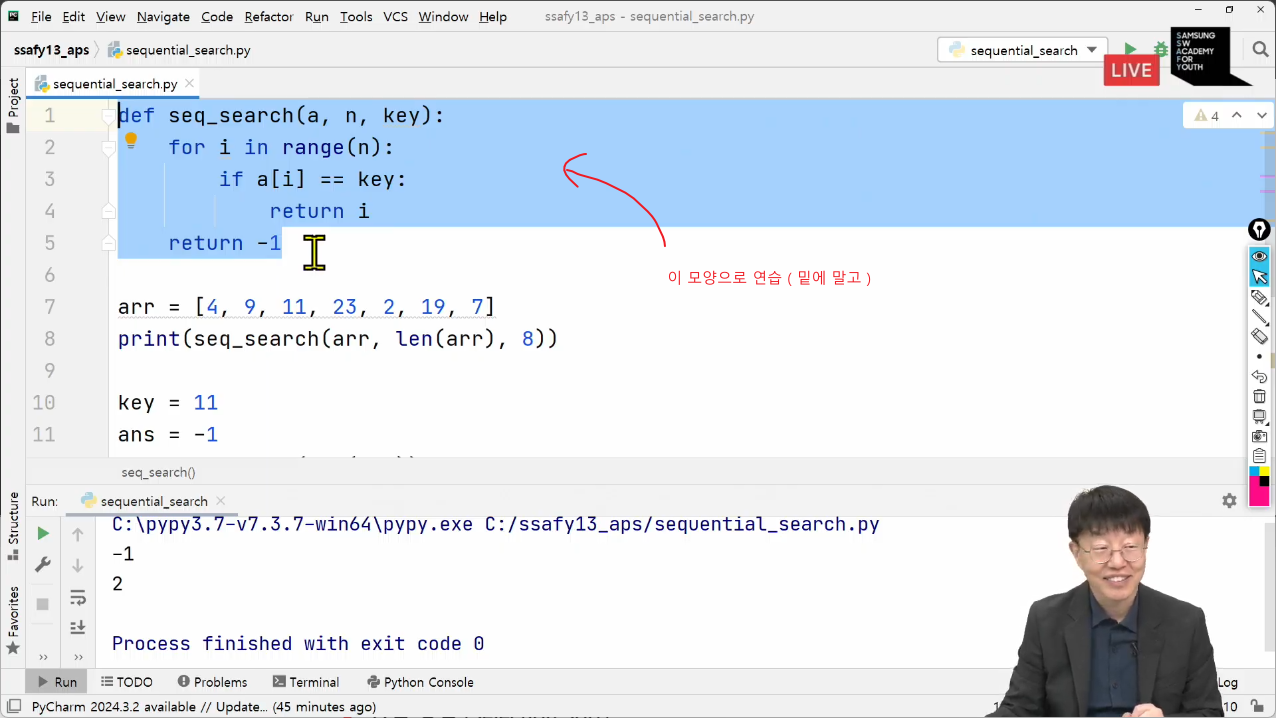 File Edit View Navigate Code Refactor Run Tools VCS Window Help ssafy13_aps - sequential_search.py
ssafy13_aps sequential_search.py sequential_search
SAMSUNG
SW
ACADEMY
FOR
YOUTH
LIVE
Project
sequential_search.py
1 def seq_search(a, n, key):
4
2 for i in range(n):
3 if a[i] == key:
4 return i
5 return -1
이 모양으로 연습 ( 밑에 말고 )
6
7 arr = [4, 9, 11, 23, 2, 19, 7]
8 print(seq_search(arr, len(arr), 8))
9
10 key = 11
11 ans = -1
seq_search()
Run: sequential_search
Structure
Favorites
C:\pypy3.7-v7.3.7-win64\pypy.exe C:/ssafy13_aps/sequential_search.py
-1
2
Process finished with exit code 0
Run TODO Problems Terminal Python Console Log
PyCharm 2024.3.2 available // Update... (45 minutes ago)